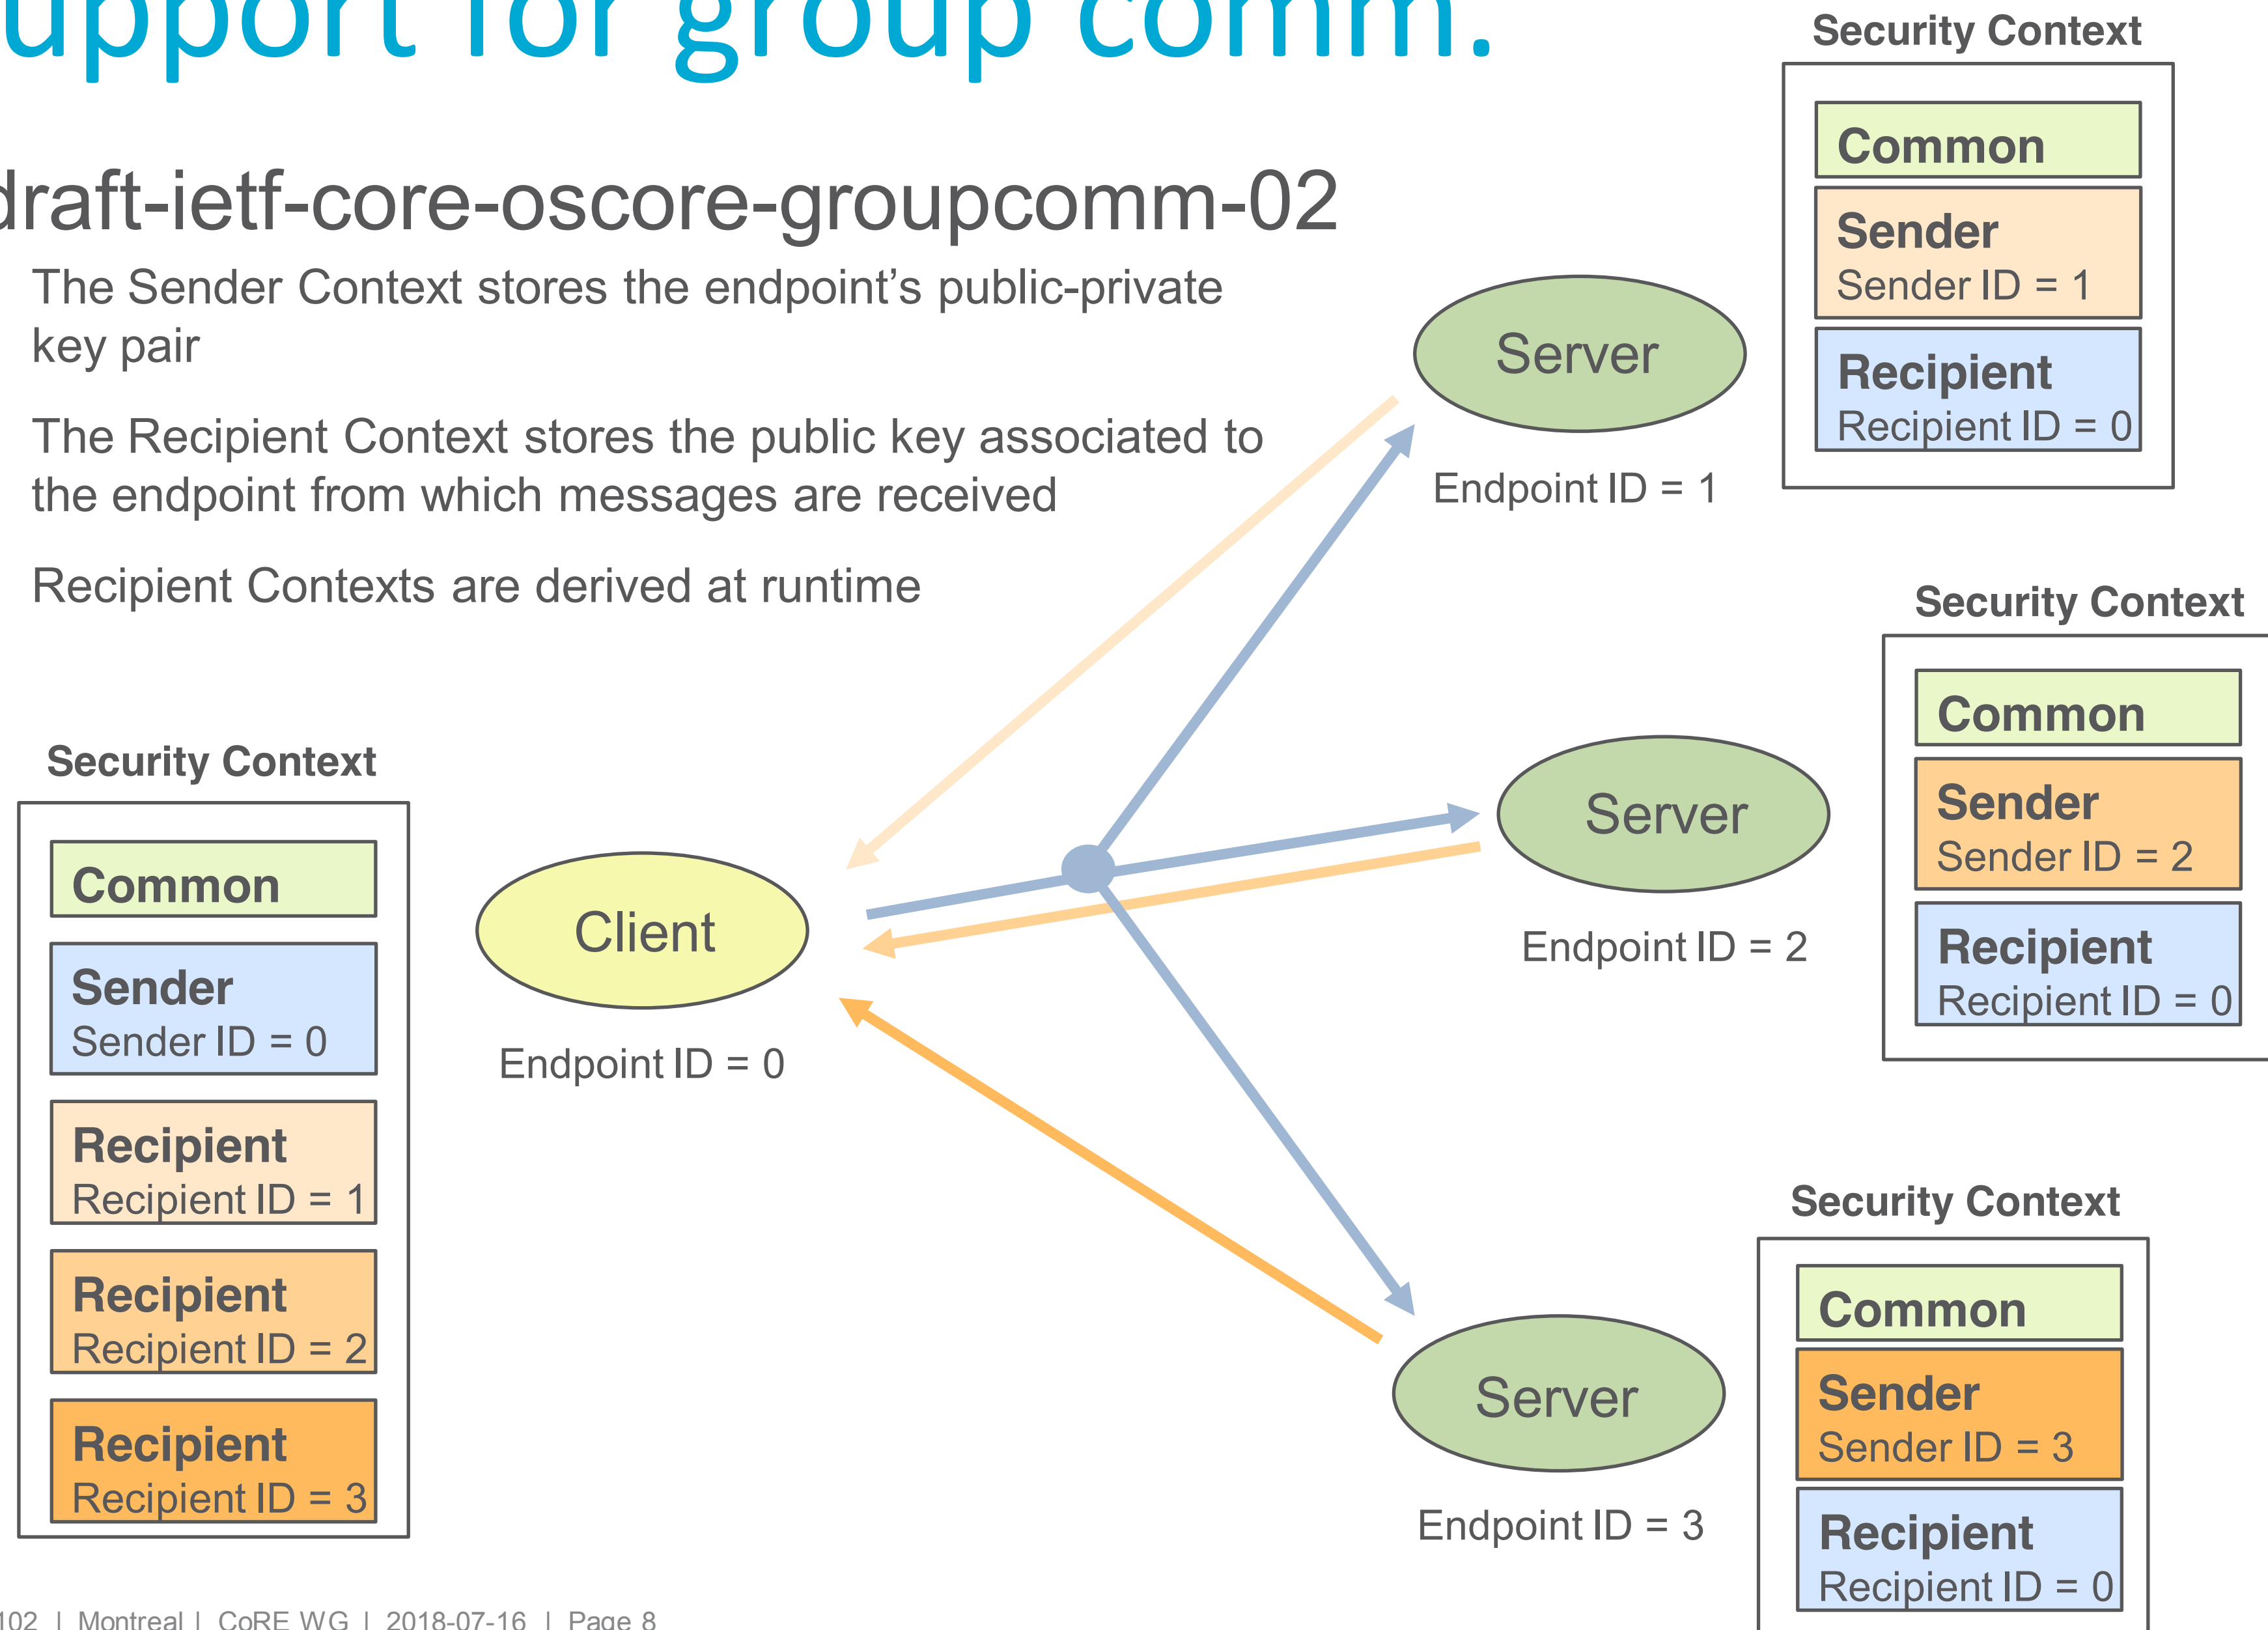 upport for group comm.
draft-ietf-core-oscore-groupcomm-02
The Sender Context stores the endpoint’s public-private
key pair
The Recipient Context stores the public key associated to
the endpoint from which messages are received
Recipient Contexts are derived at runtime
Security Context
Common
Sender
Sender ID = 1
Recipient
Recipient ID = 0
Server
Endpoint ID = 1
Security Context
Common
Sender
Sender ID = 2
Recipient
Recipient ID = 0
Server
Endpoint ID = 2
Security Context
Common
Sender
Sender ID = 0
Recipient
Recipient ID = 1
Recipient
Recipient ID = 2
Recipient
Recipient ID = 3
Client
Endpoint ID = 0
Security Context
Common
Sender
Sender ID = 3
Recipient
Recipient ID = 0
Server
Endpoint ID = 3
102 | Montreal | CoRE WG | 2018-07-16 | Page 8